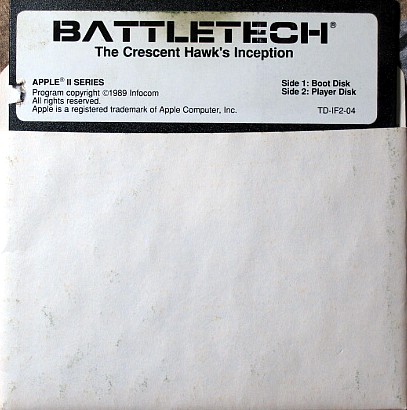 BATTLETECH®
The Crescent Hawk's Inception
APPLE® II SERIES
Program copyright ©1989 Infocom
All rights reserved.
Apple is a registered trademark of Apple Computer, Inc.
Side 1: Boot Disk
Side 2: Player Disk
TD-IF2-04